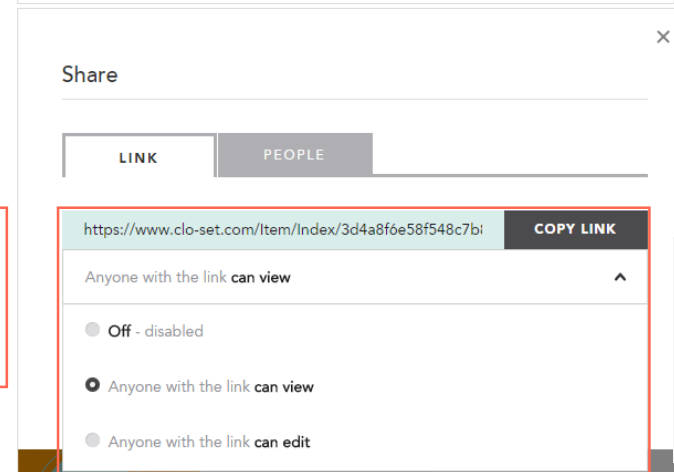 Share
LINK
PEOPLE
https://www.clo-set.com/Item/Index/3d4a8f6e58f548c7b
COPY LINK
Anyone with the link can view
Off - disabled
Anyone with the link can view
Anyone with the link can edit